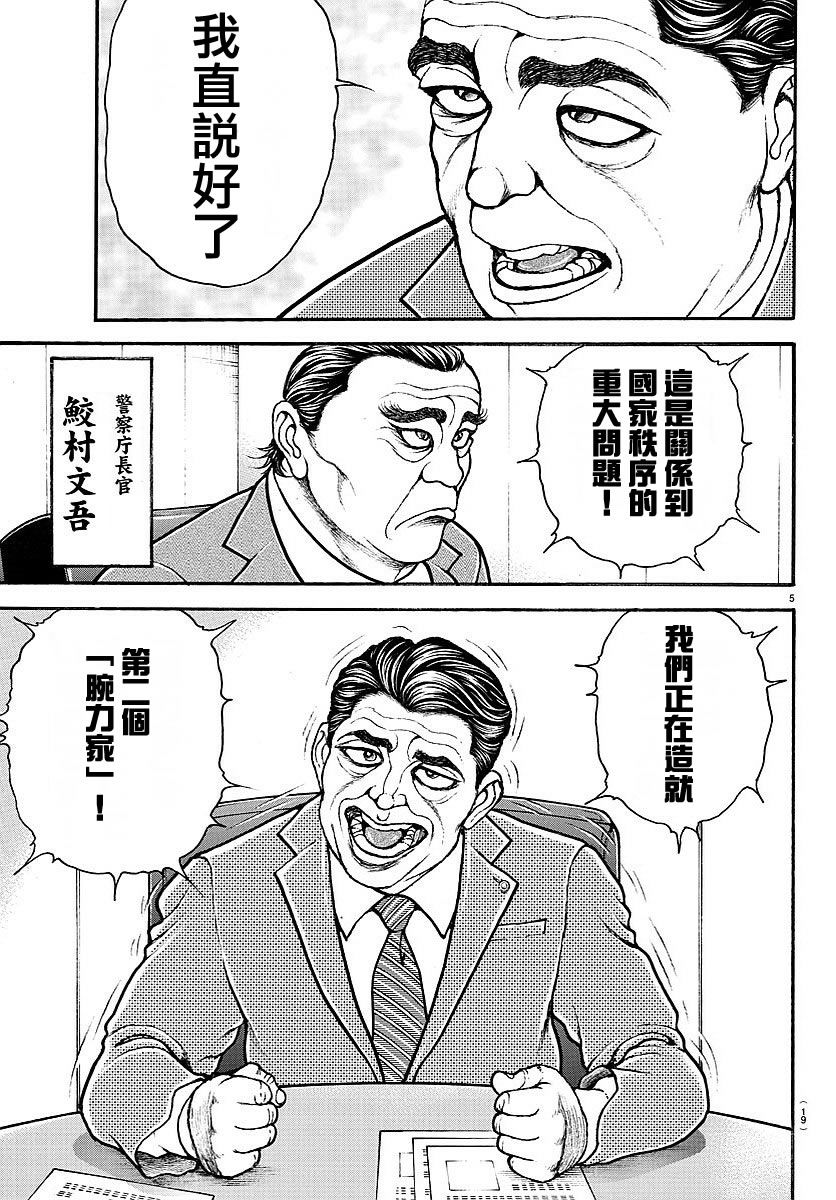 我直説好了
這是關係到
國家秩序的
重大問題！
警察庁長官
鮫村文吾
5
我們正在造就
第二個
「腕力家」！
(19)